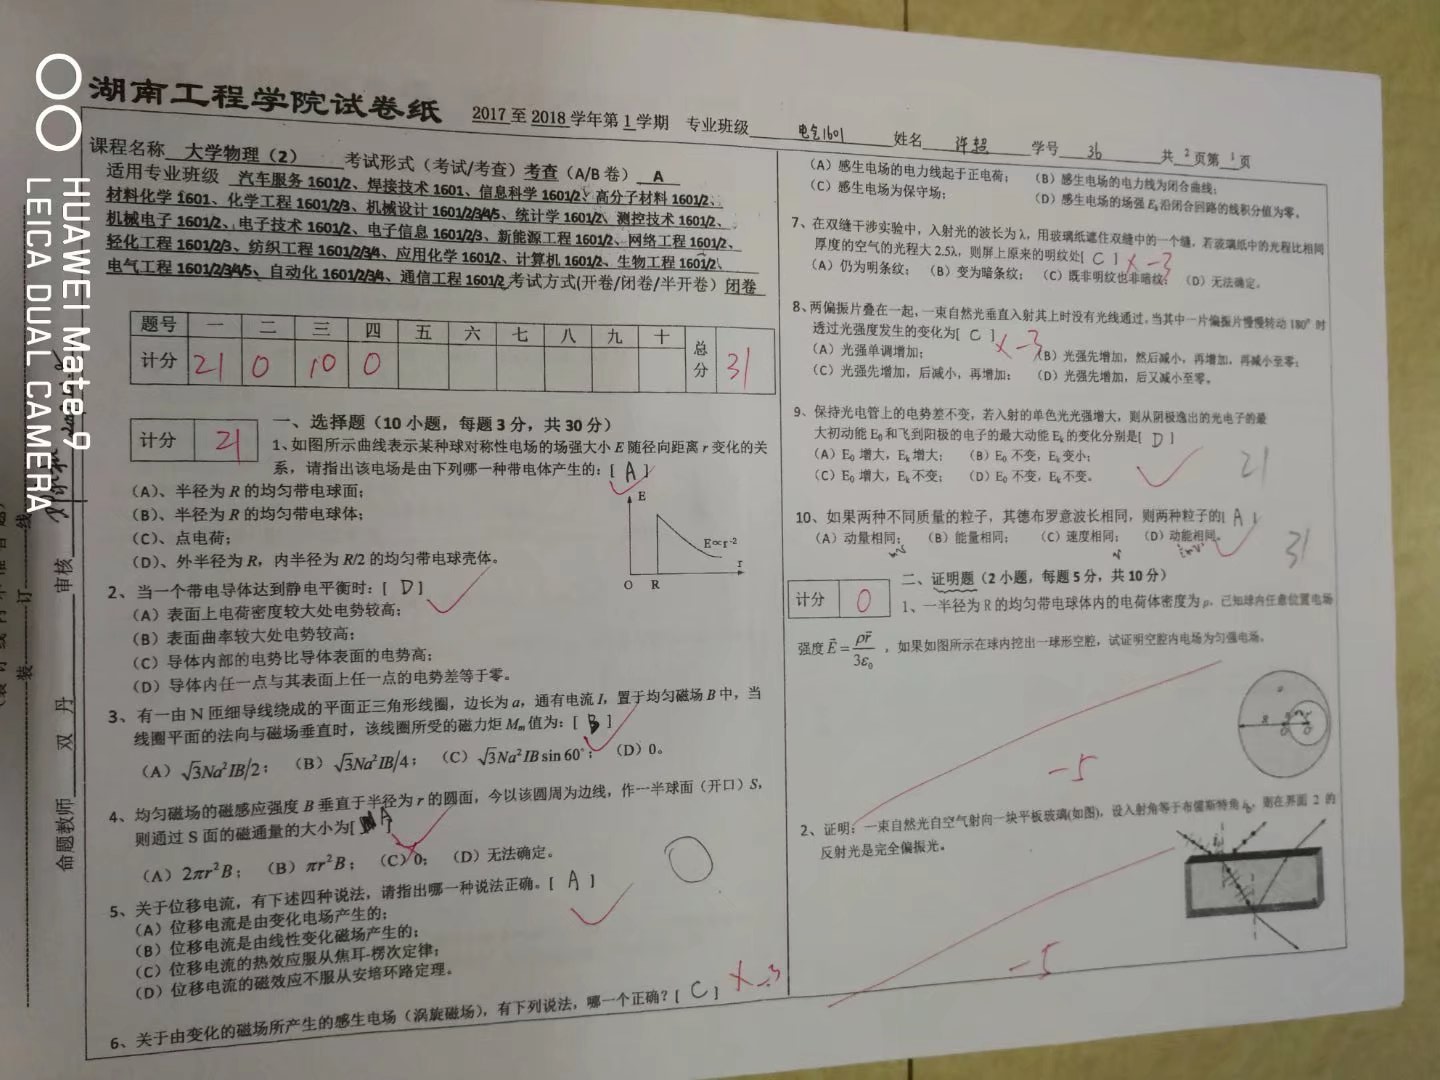 HUAWEI Mate 9
LEICA DUAL CAMERA
湖南工程学院试卷纸
2017 至 2018 学年第 1 学期 专业班级 电气1601 姓名 许超 学号 36 共 2 页第 1 页
课程名称 大学物理（2） 考试形式（考试/考查）考查（A/B 卷） A
适用专业班级 汽车服务 1601/2、焊接技术 1601、信息科学 1601/2、高分子材料 1601/2、
材料化学 1601、化学工程 1601/2/3、机械设计 1601/2/3/4/5、统计学 1601/2、测控技术 1601/2、
机械电子 1601/2、电子技术 1601/2、电子信息 1601/2/3、新能源工程 1601/2、网络工程 1601/2、
轻化工程 1601/2/3、纺织工程 1601/2/3/4、应用化学 1601/2、计算机 1601/2、生物工程 1601/2、
电气工程 1601/2/3/4/5、自动化 1601/2/3/4、通信工程 1601/2 考试方式(开卷/闭卷/半开卷）闭卷
题号 一 二 三 四 五 六 七 八 九 十 总分
计分 21 0 10 0 31
计分 21
一、选择题（10 小题，每题 3 分，共 30 分）
1、如图所示曲线表示某种球对称性电场的场强大小 E 随径向距离 r 变化的关
系，请指出该电场是由下列哪一种带电体产生的：[ A ]
(A)、半径为 R 的均匀带电球面；
(B)、半径为 R 的均匀带电球体；
(C)、点电荷；
(D)、外半径为 R，内半径为 R/2 的均匀带电球壳体。
E
E∝r⁻²
O R r
2、当一个带电导体达到静电平衡时：[ D ]
(A) 表面上电荷密度较大处电势较高；
(B) 表面曲率较大处电势较高；
(C) 导体内部的电势比导体表面的电势高；
(D) 导体内任一点与其表面上任一点的电势差等于零。
3、有一由 N 匝细导线绕成的平面正三角形线圈，边长为 a，通有电流 I，置于均匀磁场 B 中，当
线圈平面的法向与磁场垂直时，该线圈所受的磁力矩 Mm 值为：[ B ]
(A) √3Na²IB/2； (B) √3Na²IB/4； (C) √3Na²IB sin 60°； (D) 0。
4、均匀磁场的磁感应强度 B 垂直于半径为 r 的圆面，今以该圆周为边线，作一半球面（开口）S，
则通过 S 面的磁通量的大小为[ A ]
(A) 2πr²B； (B) πr²B； (C) 0； (D) 无法确定。
5、关于位移电流，有下述四种说法，请指出哪一种说法正确。[ A ]
(A) 位移电流是由变化电场产生的；
(B) 位移电流是由线性变化磁场产生的；
(C) 位移电流的热效应服从焦耳-楞次定律；
(D) 位移电流的磁效应不服从安培环路定理。
6、关于由变化的磁场所产生的感生电场（涡旋磁场），有下列说法，哪一个正确？[ C ] × -3
(A) 感生电场的电力线起于正电荷； (B) 感生电场的电力线为闭合曲线；
(C) 感生电场为保守场； (D) 感生电场的场强 Ek 沿闭合回路的线积分值为零。
7、在双缝干涉实验中，入射光的波长为 λ，用玻璃纸遮住双缝中的一个缝，若玻璃纸中的光程比相同
厚度的空气的光程大 2.5λ，则屏上原来的明纹处[ C ] × -3
(A) 仍为明条纹； (B) 变为暗条纹； (C) 既非明纹也非暗纹； (D) 无法确定。
8、两偏振片叠在一起，一束自然光垂直入射其上时没有光线通过，当其中一片偏振片慢慢转动 180° 时
透过光强度发生的变化为[ C ] × -3
(A) 光强单调增加； (B) 光强先增加，然后减小，再增加，再减小至零；
(C) 光强先增加，后减小，再增加； (D) 光强先增加，后又减小至零。
9、保持光电管上的电势差不变，若入射的单色光光强增大，则从阴极逸出的光电子的最
大初动能 E₀ 和飞到阳极的电子的最大动能 Ek 的变化分别是[ D ]
(A) E₀ 增大，Ek 增大； (B) E₀ 不变，Ek 变小；
(C) E₀ 增大，Ek 不变； (D) E₀ 不变，Ek 不变。
21
10、如果两种不同质量的粒子，其德布罗意波长相同，则两种粒子的[ A ]
(A) 动量相同； (B) 能量相同； (C) 速度相同； (D) 动能相同。
31
计分 0
二、证明题（2 小题，每题 5 分，共 10 分）
1、一半径为 R 的均匀带电球体内的电荷体密度为 ρ，已知球内任意位置电场
强度 E⃗ = ρr⃗/3ε₀，如果如图所示在球内挖出一球形空腔，试证明空腔内电场为匀强电场。
-5
2、证明：一束自然光自空气射向一块平板玻璃(如图)，设入射角等于布儒斯特角 i_b，则在界面 2 的
反射光是完全偏振光。
-5
命题教师 双 丹 审核
装 订 线